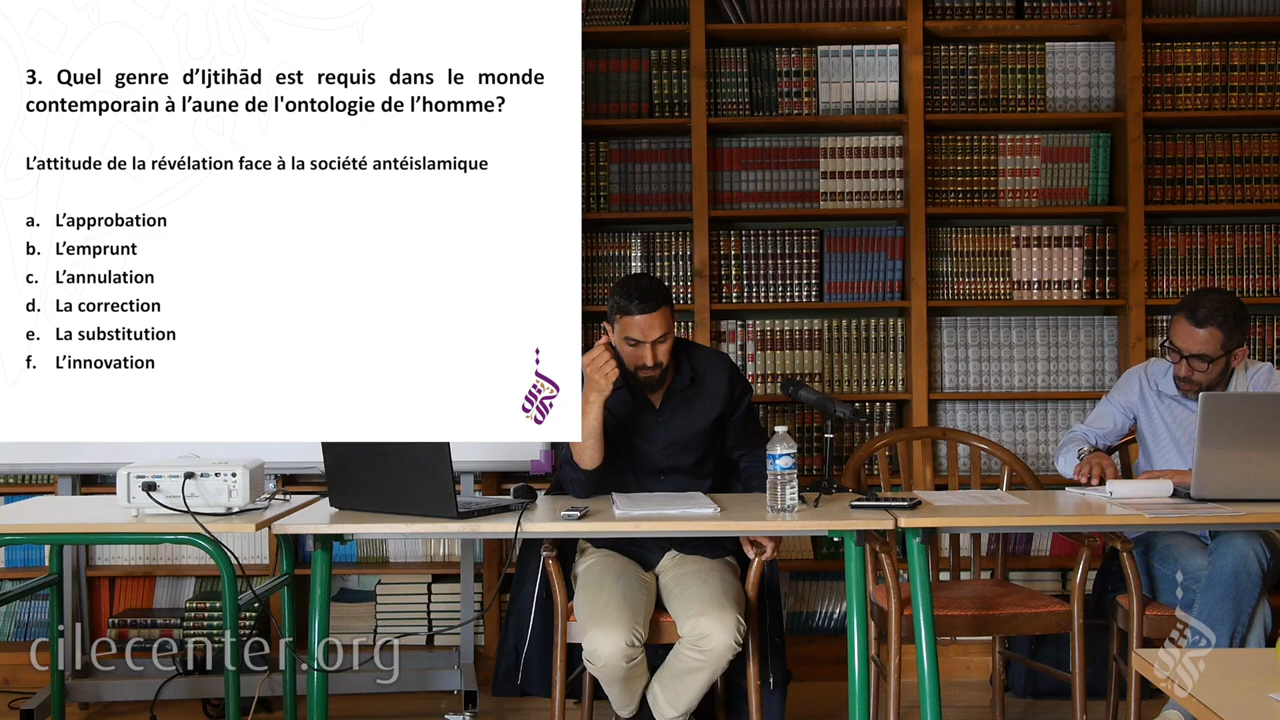 3. Quel genre d’Ijtihād est requis dans le monde
contemporain à l’aune de l'ontologie de l’homme?
L’attitude de la révélation face à la société antéislamique
a. L’approbation
b. L’emprunt
c. L’annulation
d. La correction
e. La substitution
f. L’innovation
cilecenter.org